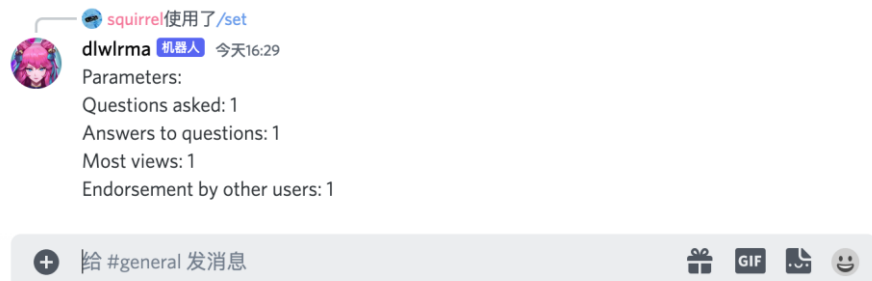 squirrel使用了/set
dlwlrma 机器人 今天16:29
Parameters:
Questions asked: 1
Answers to questions: 1
Most views: 1
Endorsement by other users: 1
给 #general 发消息 GIF